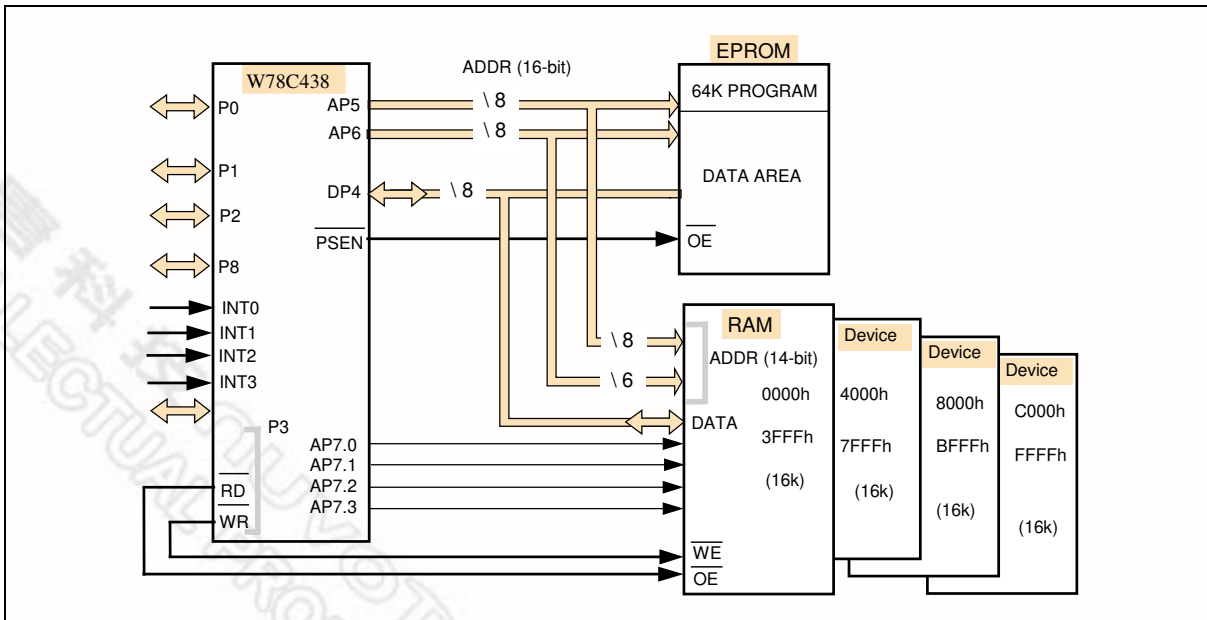 W78C438
P0
P1
P2
P8
INT0
INT1
INT2
INT3
P3
RD
WR
AP5
AP6
DP4
PSEN
AP7.0
AP7.1
AP7.2
AP7.3
ADDR (16-bit)
\ 8
\ 8
\ 8
\ 8
\ 6
EPROM
64K PROGRAM
DATA AREA
OE
RAM
ADDR (14-bit)
0000h
3FFFh
(16k)
DATA
WE
OE
Device
4000h
7FFFh
(16k)
Device
8000h
BFFFh
(16k)
Device
C000h
FFFFh
(16k)